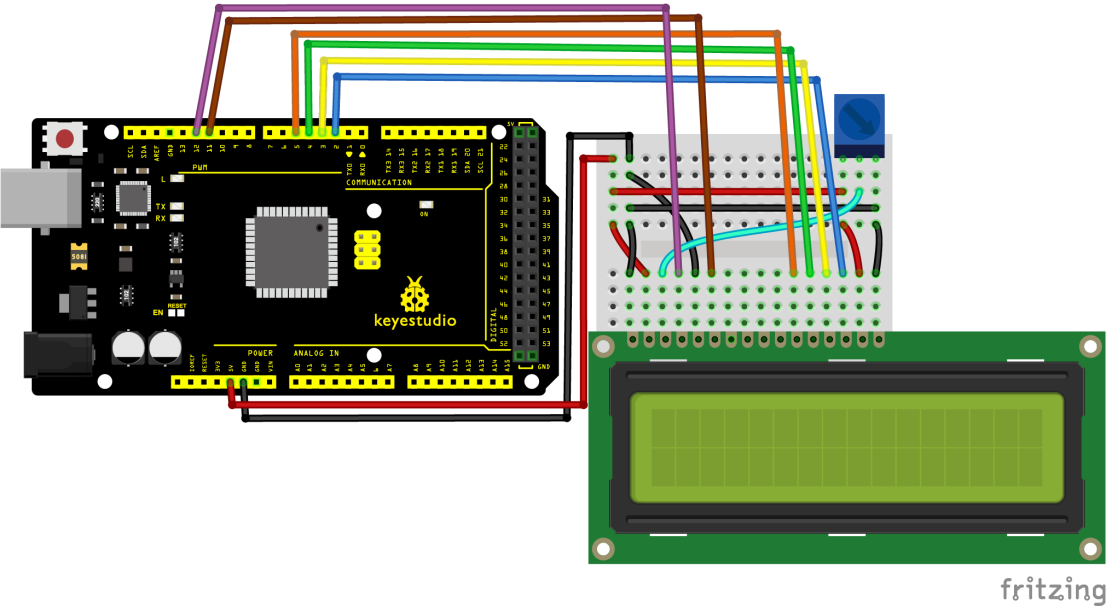 SCL
SDA
AREF
GND
13
12
11
10
9
8
7
6
5
4
3
2
TX0 1
RX0 0
TX3 14
RX3 15
TX2 16
RX2 17
TX1 18
RX1 19
SDA 20
SCL 21
5V
PWM
COMMUNICATION
L
TX
RX
ON
22
24
26
28
30
32
34
36
38
40
42
44
46
48
50
52
31
33
35
37
39
41
43
45
47
49
51
53
DIGITAL
GND
5081
102
102
RESET
EN
keyestudio
POWER
ANALOG IN
IOREF
RESET
3V3
5V
GND
GND
VIN
A0
A1
A2
A3
A4
A5
A7
A8
A9
A10
A11
A12
A13
A14
A15
fritzing